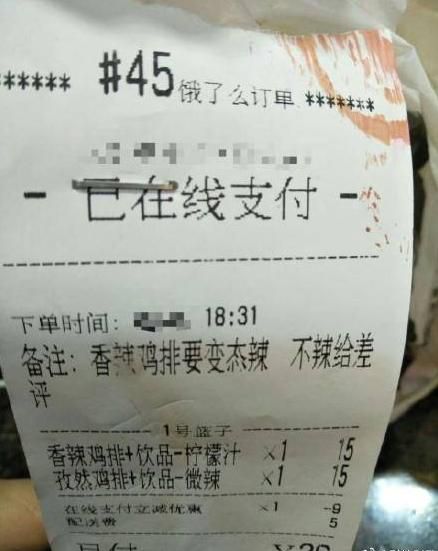 ****** #45 饿了么订单 *******
- 已在线支付 -
下单时间: 18:31
备注: 香辣鸡排要变态辣 不辣给差
评
1号篮子
香辣鸡排+饮品-柠檬汁 ×1 15
孜然鸡排+饮品-微辣 ×1 15
在线支付立减优惠 ×1 -9
配送费 5